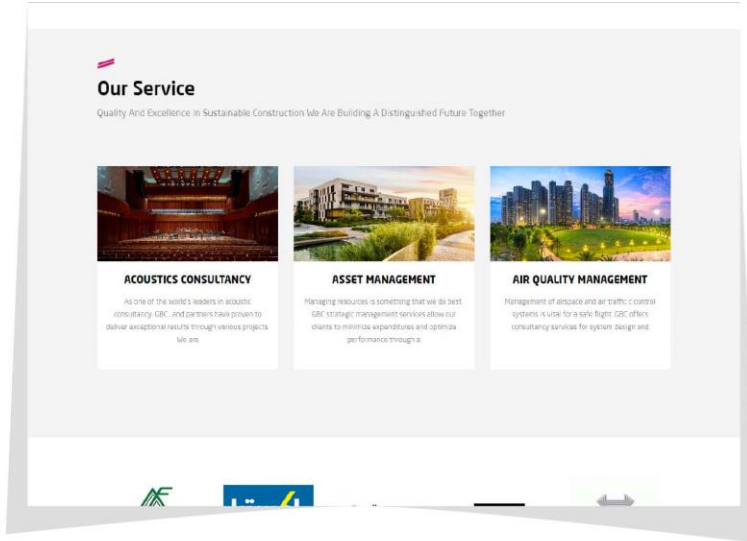 Our Service
Quality And Excellence in Sustainable Construction We Are Building A Distinguished Future Together
ACOUSTICS CONSULTANCY
As one of the world's leaders in acoustic
consultancy. GBC , and partners have proven to
deliver exceptional results through various projects.
We are
ASSET MANAGEMENT
Managing resources is something that we do best.
GBC strategic management services allow our
clients to minimize expenditures and optimize
performance through a
AIR QUALITY MANAGEMENT
Management of airspace and air traffic c control
systems is vital for a safe flight. GBC offers
consultancy services for system design and